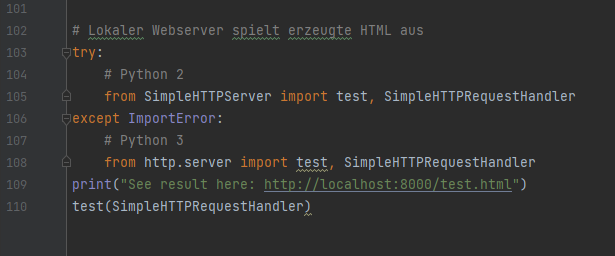 101
102 # Lokaler Webserver spielt erzeugte HTML aus
103 try:
104     # Python 2
105     from SimpleHTTPServer import test, SimpleHTTPRequestHandler
106 except ImportError:
107     # Python 3
108     from http.server import test, SimpleHTTPRequestHandler
109 print("See result here: http://localhost:8000/test.html")
110 test(SimpleHTTPRequestHandler)